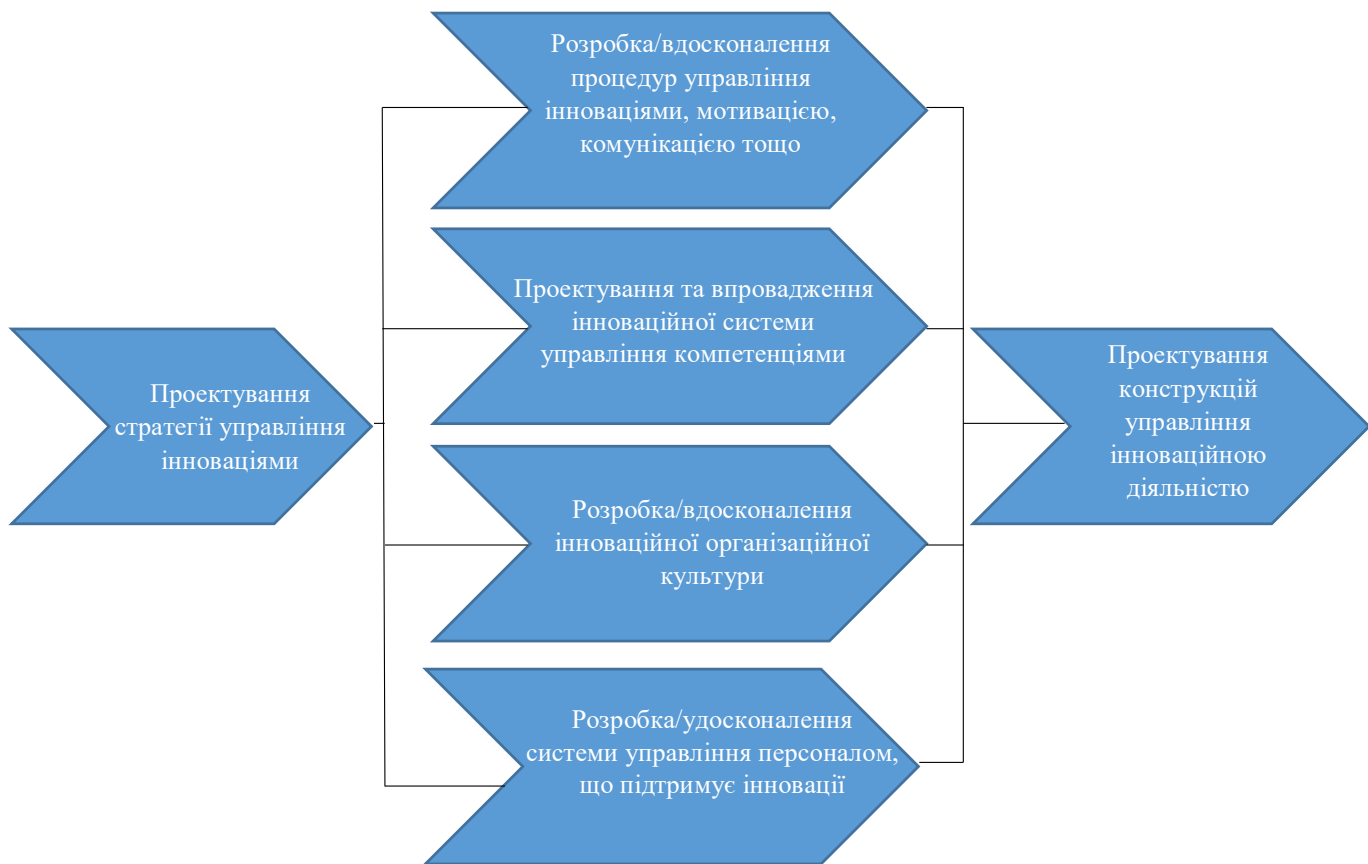 Розробка/вдосконалення
процедур управління
інноваціями, мотивацією,
комунікацією тощо
Проектування та впровадження
інноваційної системи
управління компетенціями
Проектування
стратегії управління
інноваціями
Проектування
конструкцій
управління
інноваційною
діяльністю
Розробка/вдосконалення
інноваційної організаційної
культури
Розробка/удосконалення
системи управління персоналом,
що підтримує інновації